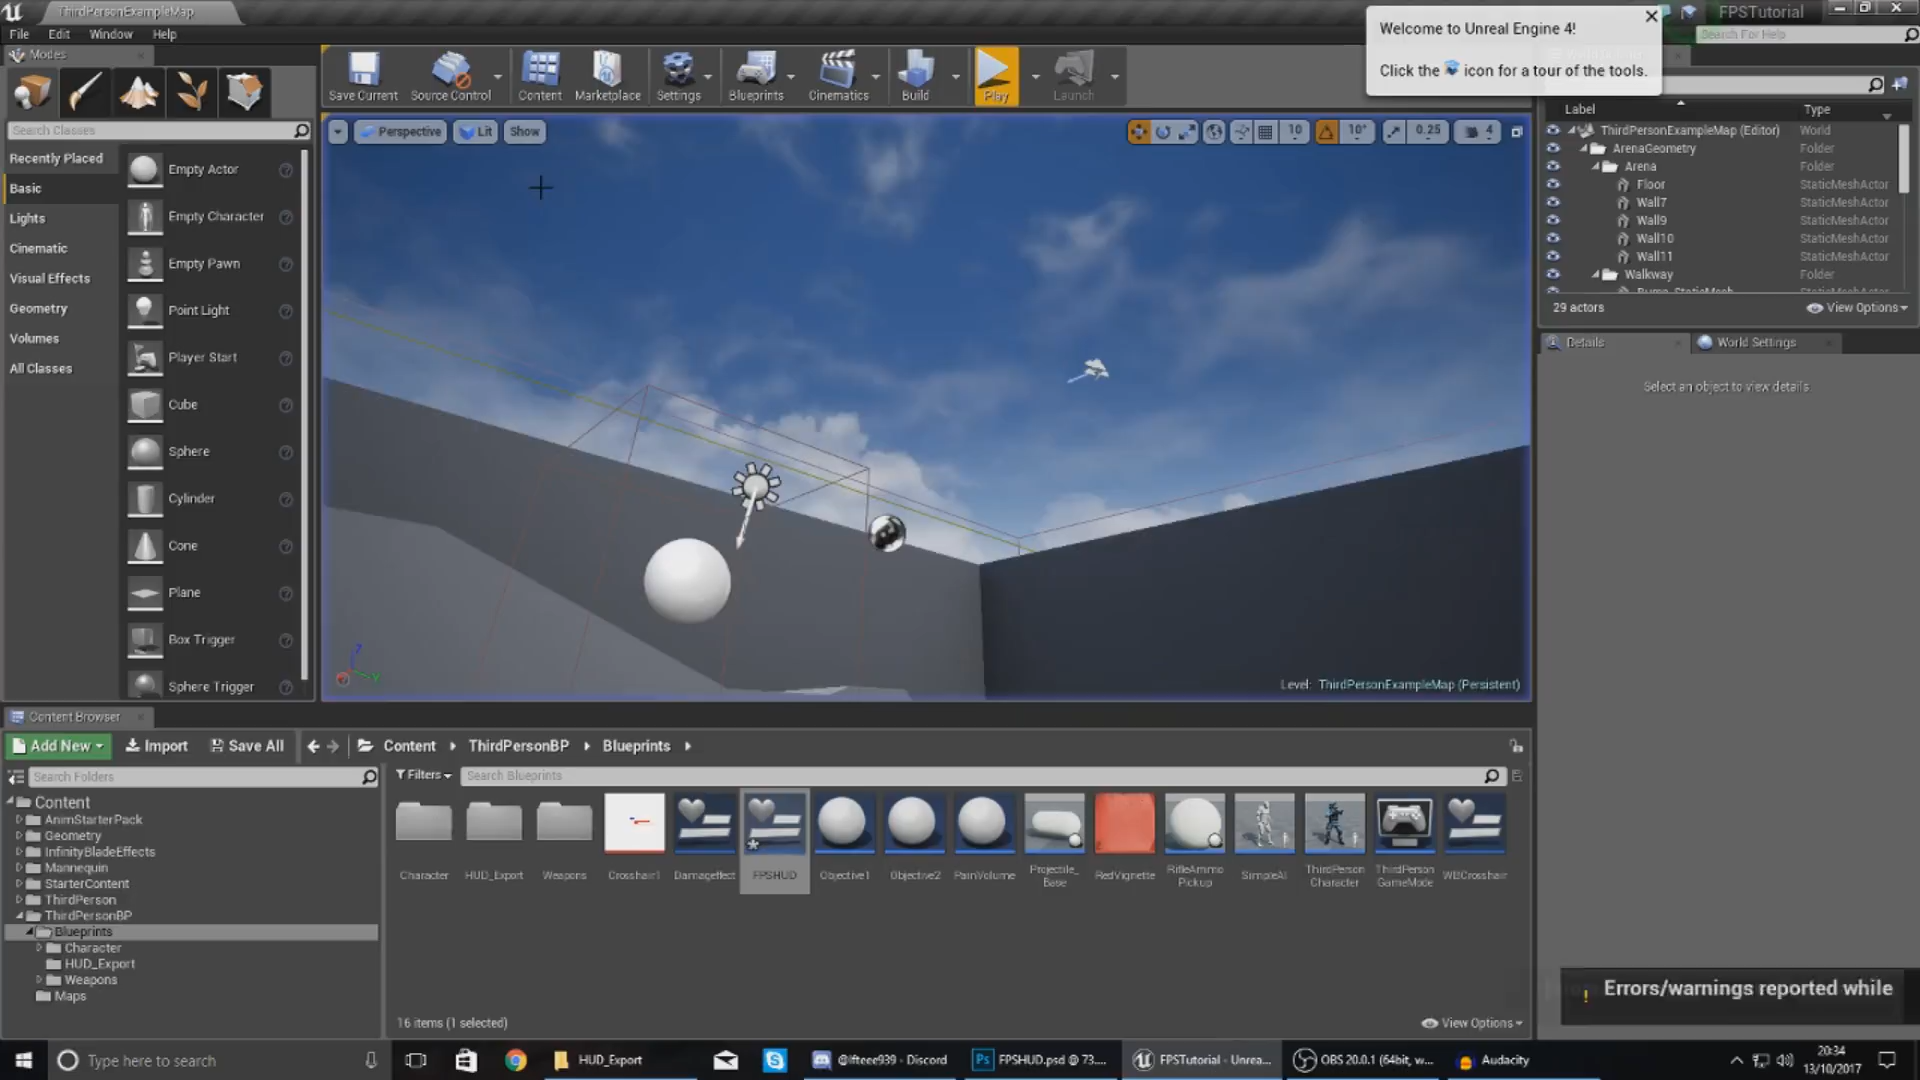 ThirdPersonExampleMap
FPSTutorial
File Edit Window Help
Search For Help
Welcome to Unreal Engine 4!
Click the icon for a tour of the tools.
Modes
Save Current
Source Control
Content
Marketplace
Settings
Blueprints
Cinematics
Build
Play
Launch
Search Classes
Recently Placed
Basic
Lights
Cinematic
Visual Effects
Geometry
Volumes
All Classes
Empty Actor
Empty Character
Empty Pawn
Point Light
Player Start
Cube
Sphere
Cylinder
Cone
Plane
Box Trigger
Sphere Trigger
Perspective
Lit
Show
10
10°
0.25
4
Level: ThirdPersonExampleMap (Persistent)
Label Type
ThirdPersonExampleMap (Editor) World
ArenaGeometry Folder
Arena Folder
Floor StaticMeshActor
Wall7 StaticMeshActor
Wall9 StaticMeshActor
Wall10 StaticMeshActor
Wall11 StaticMeshActor
Walkway Folder
29 actors
View Options
Details
World Settings
Select an object to view details
Content Browser
Add New
Import
Save All
Content
ThirdPersonBP
Blueprints
Search Folders
Filters
Search Blueprints
Content
AnimStarterPack
Geometry
InfinityBladeEffects
Mannequin
StarterContent
ThirdPerson
ThirdPersonBP
Blueprints
Character
HUD_Export
Weapons
Maps
Character
HUD_Export
Weapons
Crosshair1
Dameffect
FPSHUD
Objective1
Objective2
PainVolume
Projectile_
Base
RedVignette
RifleAmmo
Pickup
SimpleAI
ThirdPerson
Character
ThirdPerson
GameMode
WBCrosshair
16 items (1 selected)
View Options
Errors/warnings reported while
Type here to search
HUD_Export
@lfteee939 - Discord
FPSHUD.psd @ 73....
FPSTutorial - Unrea...
OBS 20.0.1 (64bit, w...
Audacity
20:34
13/10/2017